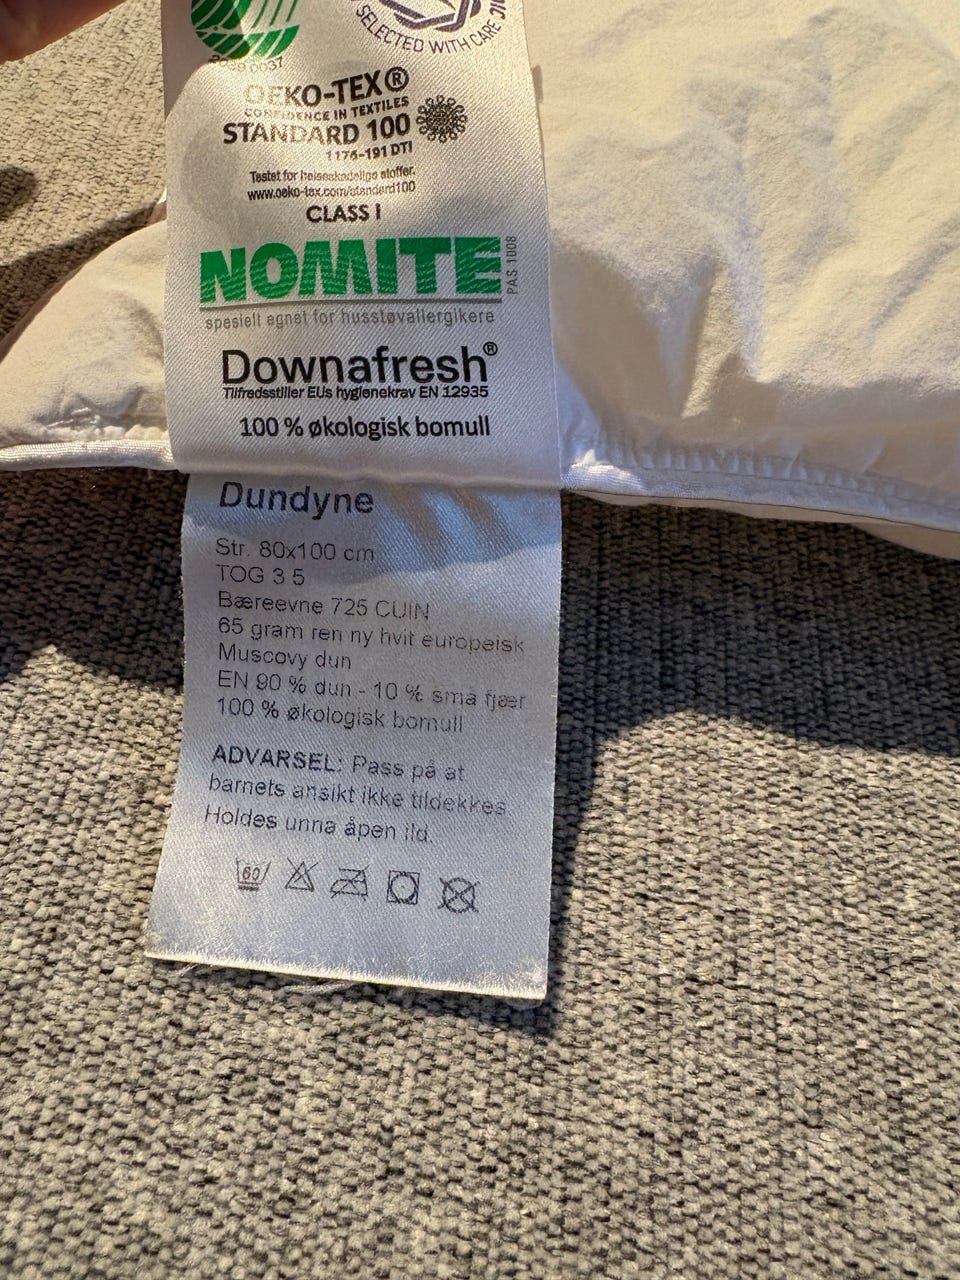 SELECTED WITH CARE
OEKO-TEX®
CONFIDENCE IN TEXTILES
STANDARD 100
1176-191 DTI
Testet for helseskadelige stoffer.
www.oeko-tex.com/standard100
CLASS I
NOMITE
PAS 1008
spesielt egnet for husstøvallergikere
Downafresh®
Tilfredsstiller EUs hygienekrav EN 12935
100 % økologisk bomull
Dundyne
Str. 80x100 cm
TOG 3 5
Bæreevne 725 CUIN
65 gram ren ny hvit europeisk
Muscovy dun
EN 90 % dun - 10 % små fjær
100 % økologisk bomull
ADVARSEL: Pass på at
barnets ansikt ikke tildekkes
Holdes unna åpen ild.
60